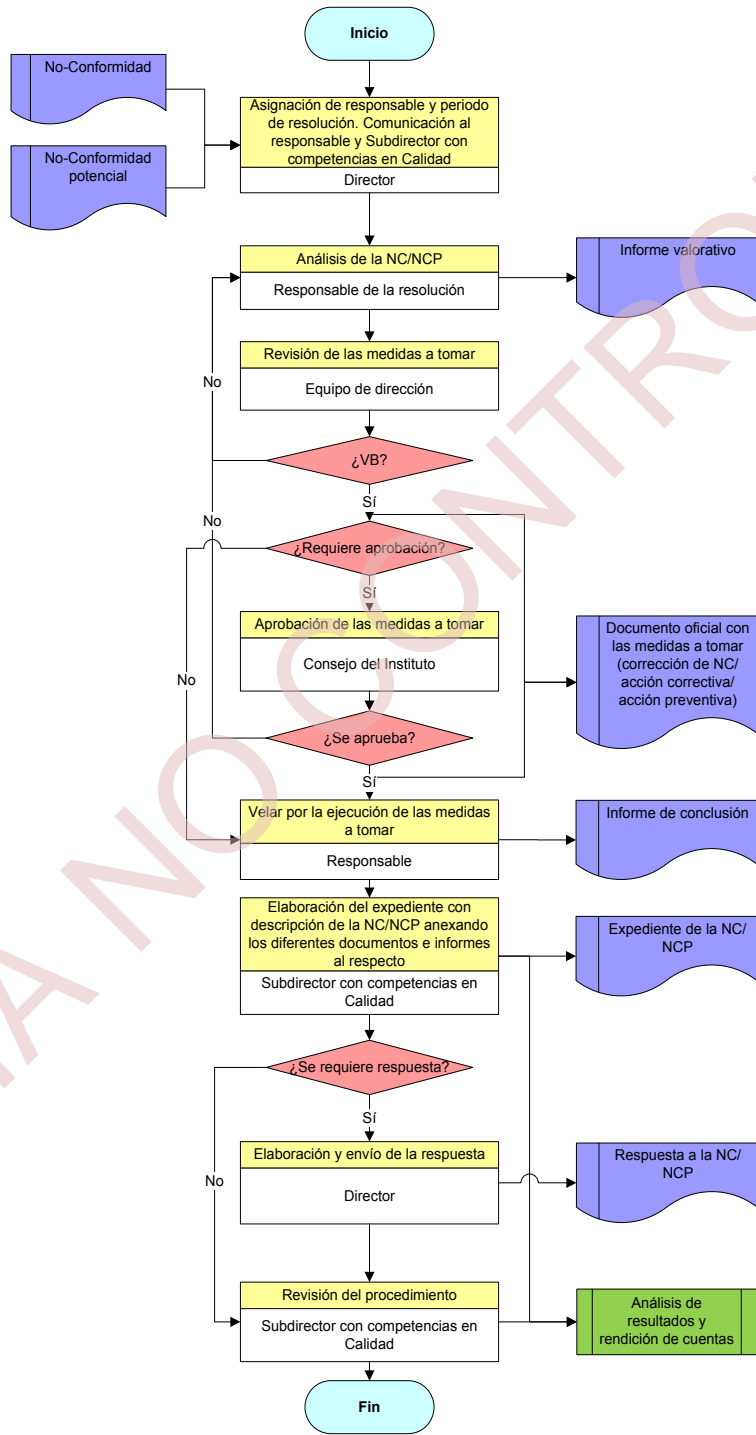 Inicio
No-Conformidad
Asignación de responsable y periodo
de resolución. Comunicación al
responsable y Subdirector con
competencias en Calidad
Director
No-Conformidad
potencial
Análisis de la NC/NCP
Responsable de la resolución
Informe valorativo
Revisión de las medidas a tomar
Equipo de dirección
No
¿VB?
Sí
No
¿Requiere aprobación?
Sí
Aprobación de las medidas a tomar
Consejo del Instituto
Documento oficial con
las medidas a tomar
(corrección de NC/
acción correctiva/
acción preventiva)
No
¿Se aprueba?
Sí
Velar por la ejecución de las medidas
a tomar
Responsable
Informe de conclusión
Elaboración del expediente con
descripción de la NC/NCP anexando
los diferentes documentos e informes
al respecto
Subdirector con competencias en
Calidad
Expediente de la NC/
NCP
¿Se requiere respuesta?
Sí
Elaboración y envío de la respuesta
Director
Respuesta a la NC/
NCP
No
Revisión del procedimiento
Subdirector con competencias en
Calidad
Análisis de
resultados y
rendición de cuentas
Fin
NO